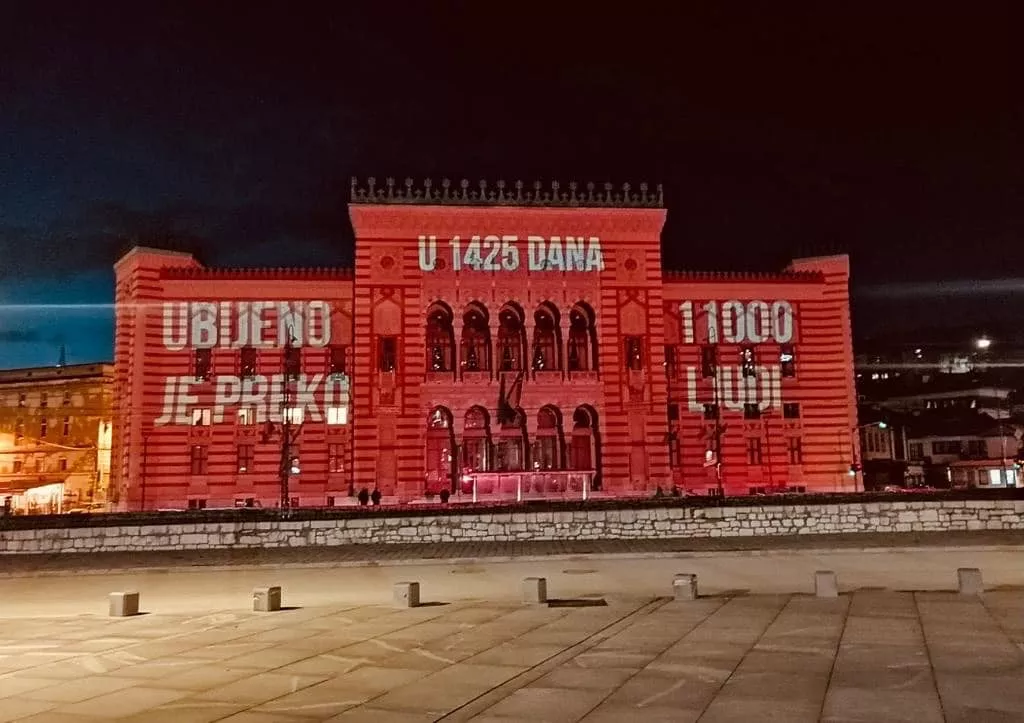 U 1425 DANA
UBIJENO
JE PREKO
11000
LJUDI